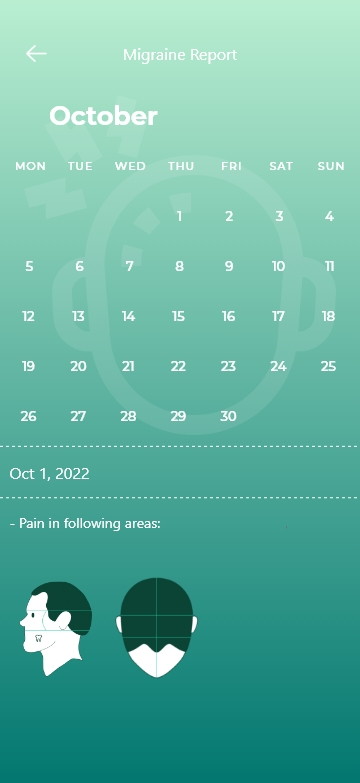 Migraine Report
October
MON TUE WED THU FRI SAT SUN
1 2 3 4
5 6 7 8 9 10 11
12 13 14 15 16 17 18
19 20 21 22 23 24 25
26 27 28 29 30
Oct 1, 2022
- Pain in following areas: